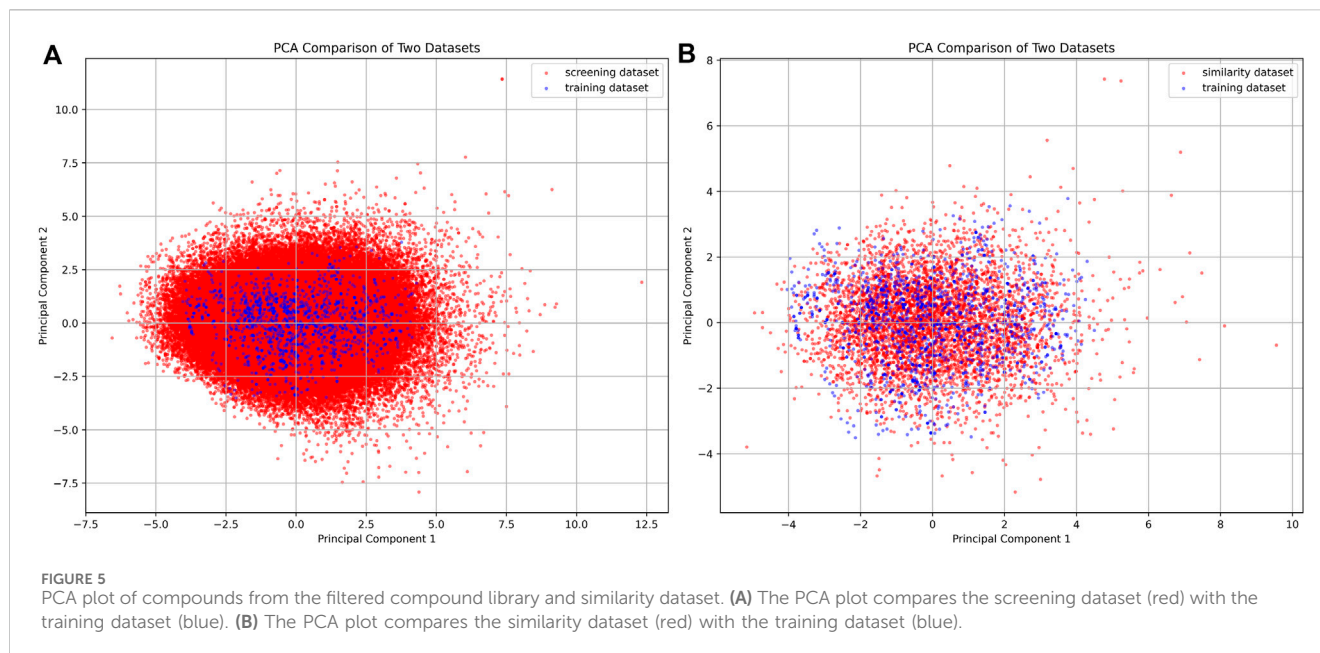 A
PCA Comparison of Two Datasets
screening dataset
training dataset
10.0
7.5
5.0
2.5
0.0
−2.5
−5.0
−7.5
Principal Component 2
−7.5 −5.0 −2.5 0.0 2.5 5.0 7.5 10.0 12.5
Principal Component 1
B
PCA Comparison of Two Datasets
similarity dataset
training dataset
8
6
4
2
0
−2
−4
Principal Component 2
−4 −2 0 2 4 6 8 10
Principal Component 1
FIGURE 5
PCA plot of compounds from the filtered compound library and similarity dataset. (A) The PCA plot compares the screening dataset (red) with the
training dataset (blue). (B) The PCA plot compares the similarity dataset (red) with the training dataset (blue).